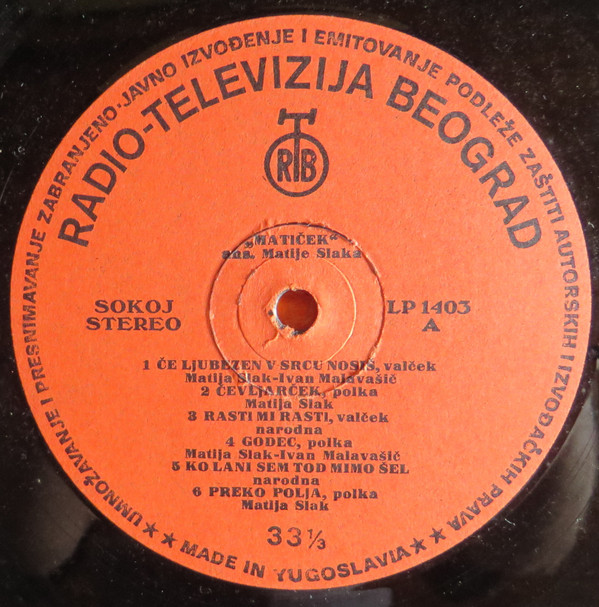 UMNOŽAVANJE I PRESNIMAVANJE ZABRANJENO·JAVNO IZVOĐENJE I EMITOVANJE PODLEŽE ZAŠTITI AUTORSKIH I IZVOĐAČKIH PRAVA
RADIO-TELEVIZIJA BEOGRAD
RTB
„MATIČEK“
ans. Matije Slaka
SOKOJ
STEREO
LP 1403
A
1 ČE LJUBEZEN V SRCU NOSIŠ, valček
Matija Slak-Ivan Malavašič
2 ČEVLJARČEK, polka
Matija Slak
3 RASTI MI RASTI, valček
narodna
4 GODEC, polka
Matija Slak-Ivan Malavašič
5 KO LANI SEM TOD MIMO ŠEL
narodna
6 PREKO POLJA, polka
Matija Slak
33 ⅓
★★ MADE IN YUGOSLAVIA ★★